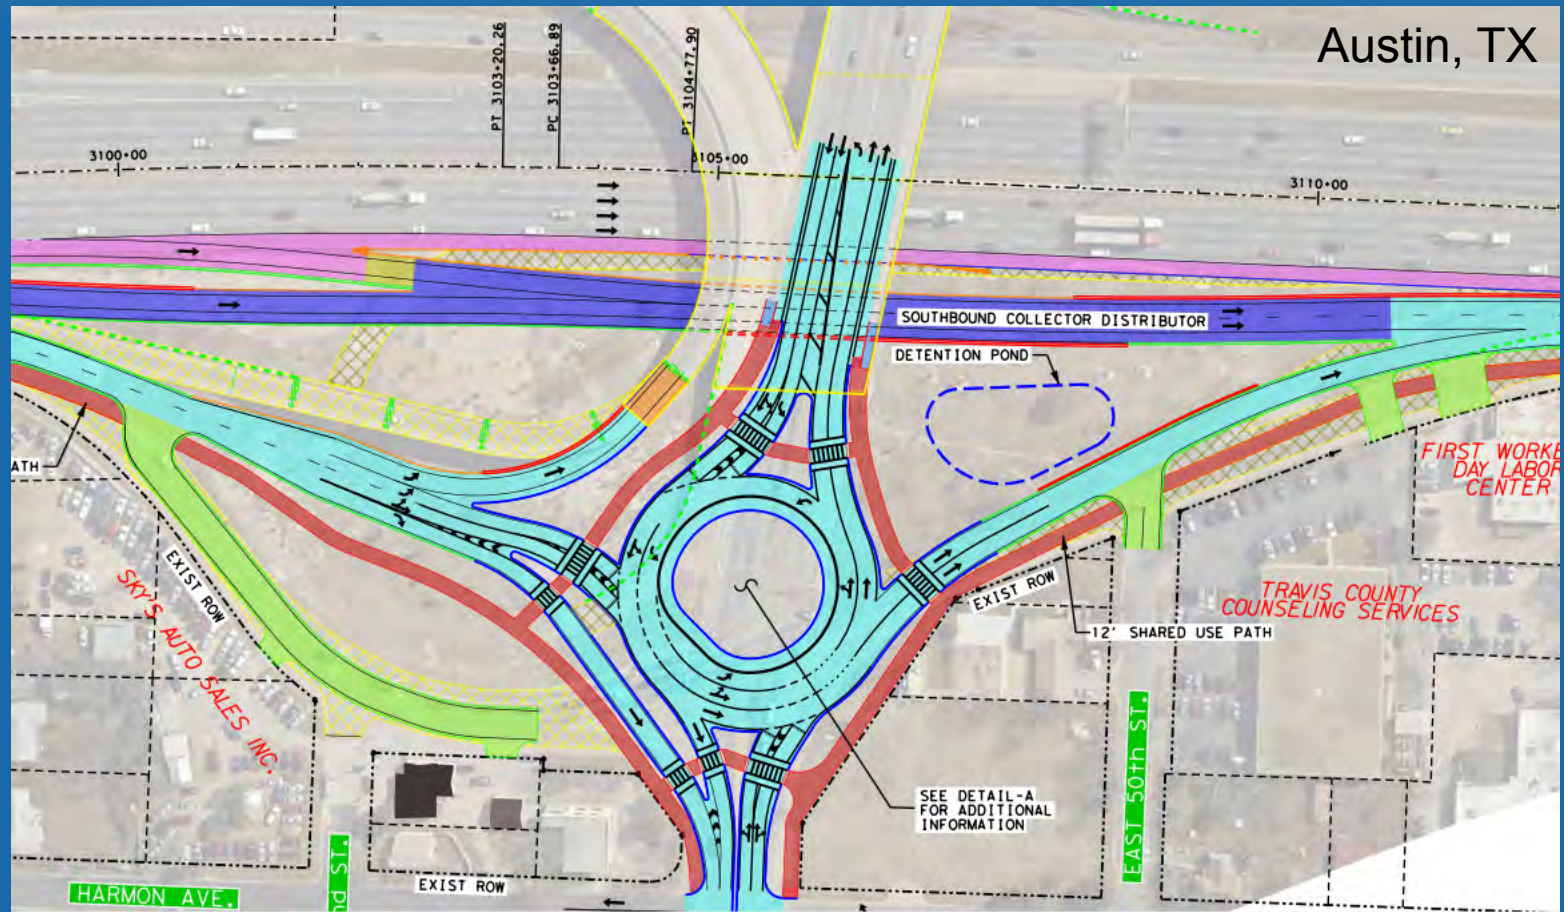 Austin, TX
PT 3103+20.26
PC 3103+66.89
PT 3104+77.90
3100+00
3105+00
3110+00
SOUTHBOUND COLLECTOR DISTRIBUTOR
DETENTION POND
ATH
FIRST WORKE
DAY LABOR
CENTER
EXIST ROW
SKY'S AUTO SALES INC.
EXIST ROW
TRAVIS COUNTY
COUNSELING SERVICES
12' SHARED USE PATH
SEE DETAIL-A
FOR ADDITIONAL
INFORMATION
EAST 50th ST.
nd ST.
HARMON AVE.
EXIST ROW